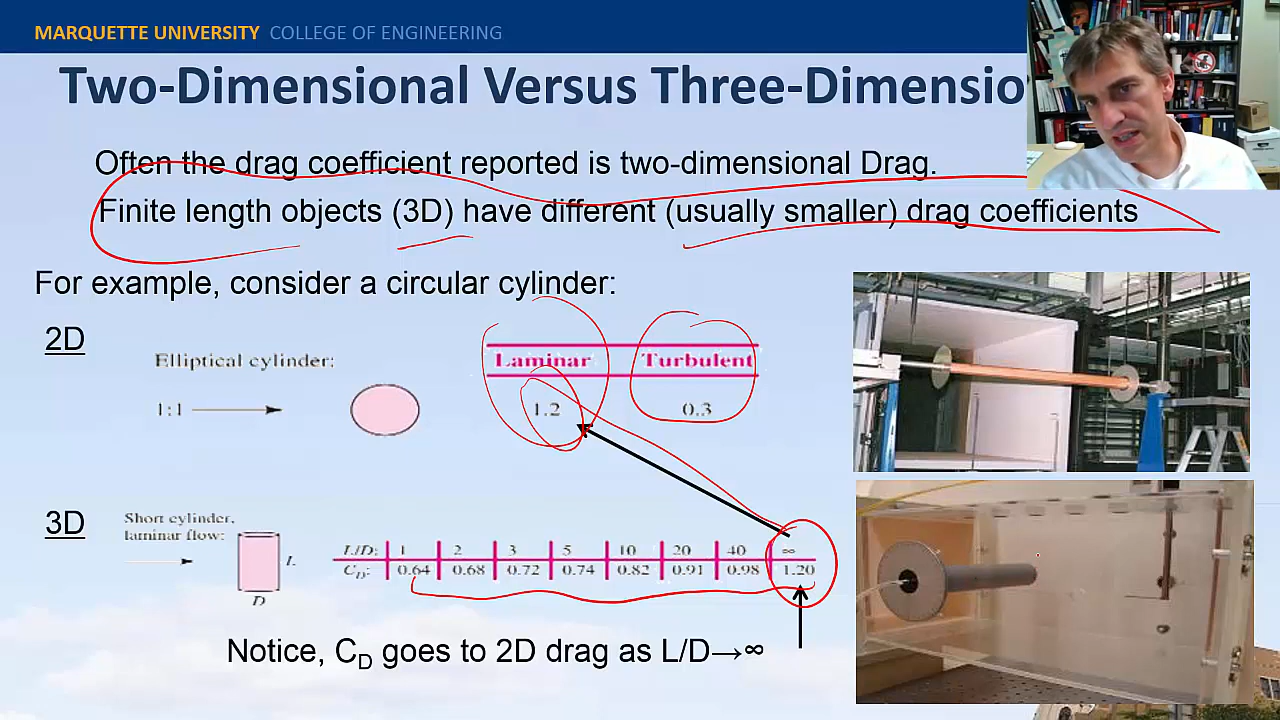 MARQUETTE UNIVERSITY COLLEGE OF ENGINEERING
Two-Dimensional Versus Three-Dimensio
Often the drag coefficient reported is two-dimensional Drag.
Finite length objects (3D) have different (usually smaller) drag coefficients
For example, consider a circular cylinder:
2D
Elliptical cylinder:
Laminar Turbulent
1:1 1.2 0.3
3D
Short cylinder,
laminar flow:
L
D
L/D: 1 2 3 5 10 20 40 ∞
CD: 0.64 0.68 0.72 0.74 0.82 0.91 0.98 1.20
Notice, CD goes to 2D drag as L/D→∞